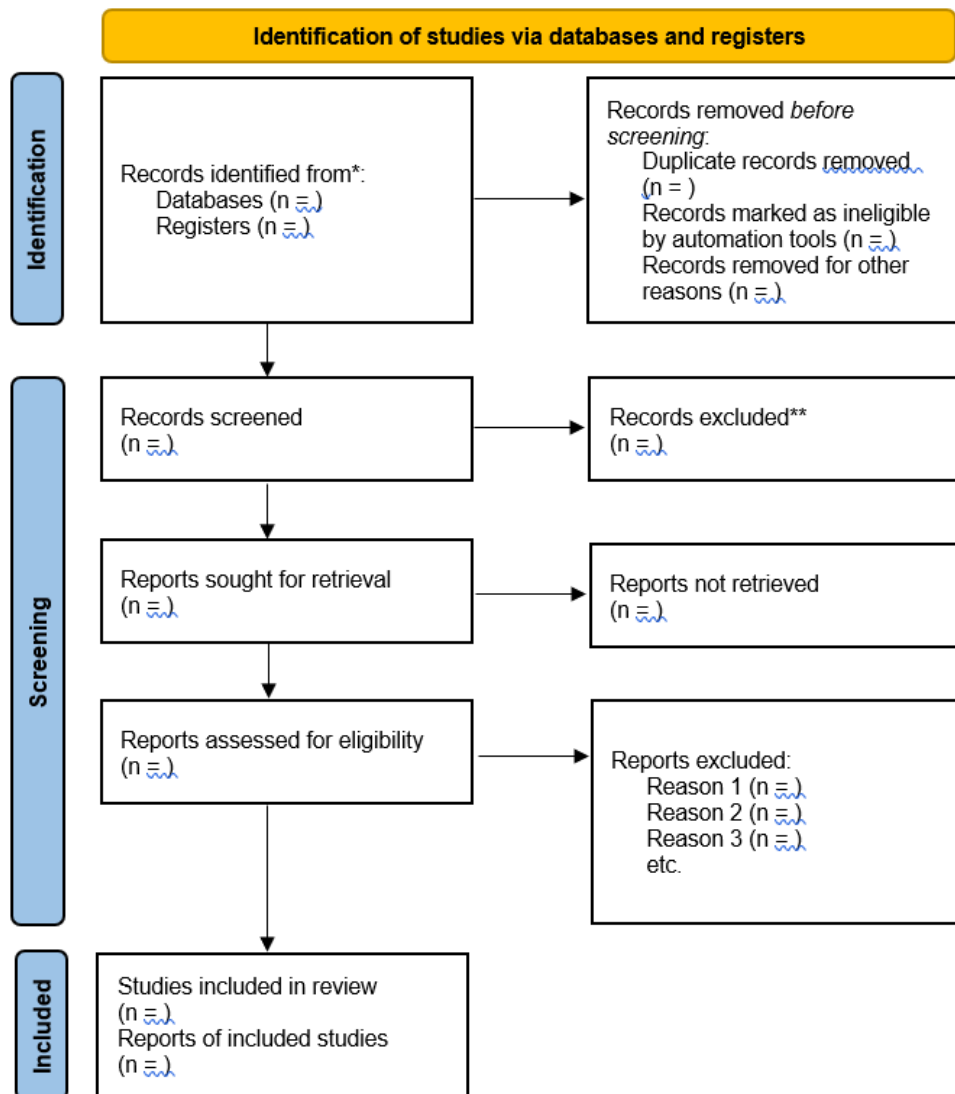 Identification of studies via databases and registers
Identification
Records identified from*:
Databases (n = )
Registers (n = )
Records removed before
screening:
Duplicate records removed
(n = )
Records marked as ineligible
by automation tools (n = )
Records removed for other
reasons (n = )
Screening
Records screened
(n = )
Records excluded**
(n = )
Reports sought for retrieval
(n = )
Reports not retrieved
(n = )
Reports assessed for eligibility
(n = )
Reports excluded:
Reason 1 (n = )
Reason 2 (n = )
Reason 3 (n = )
etc.
Included
Studies included in review
(n = )
Reports of included studies
(n = )